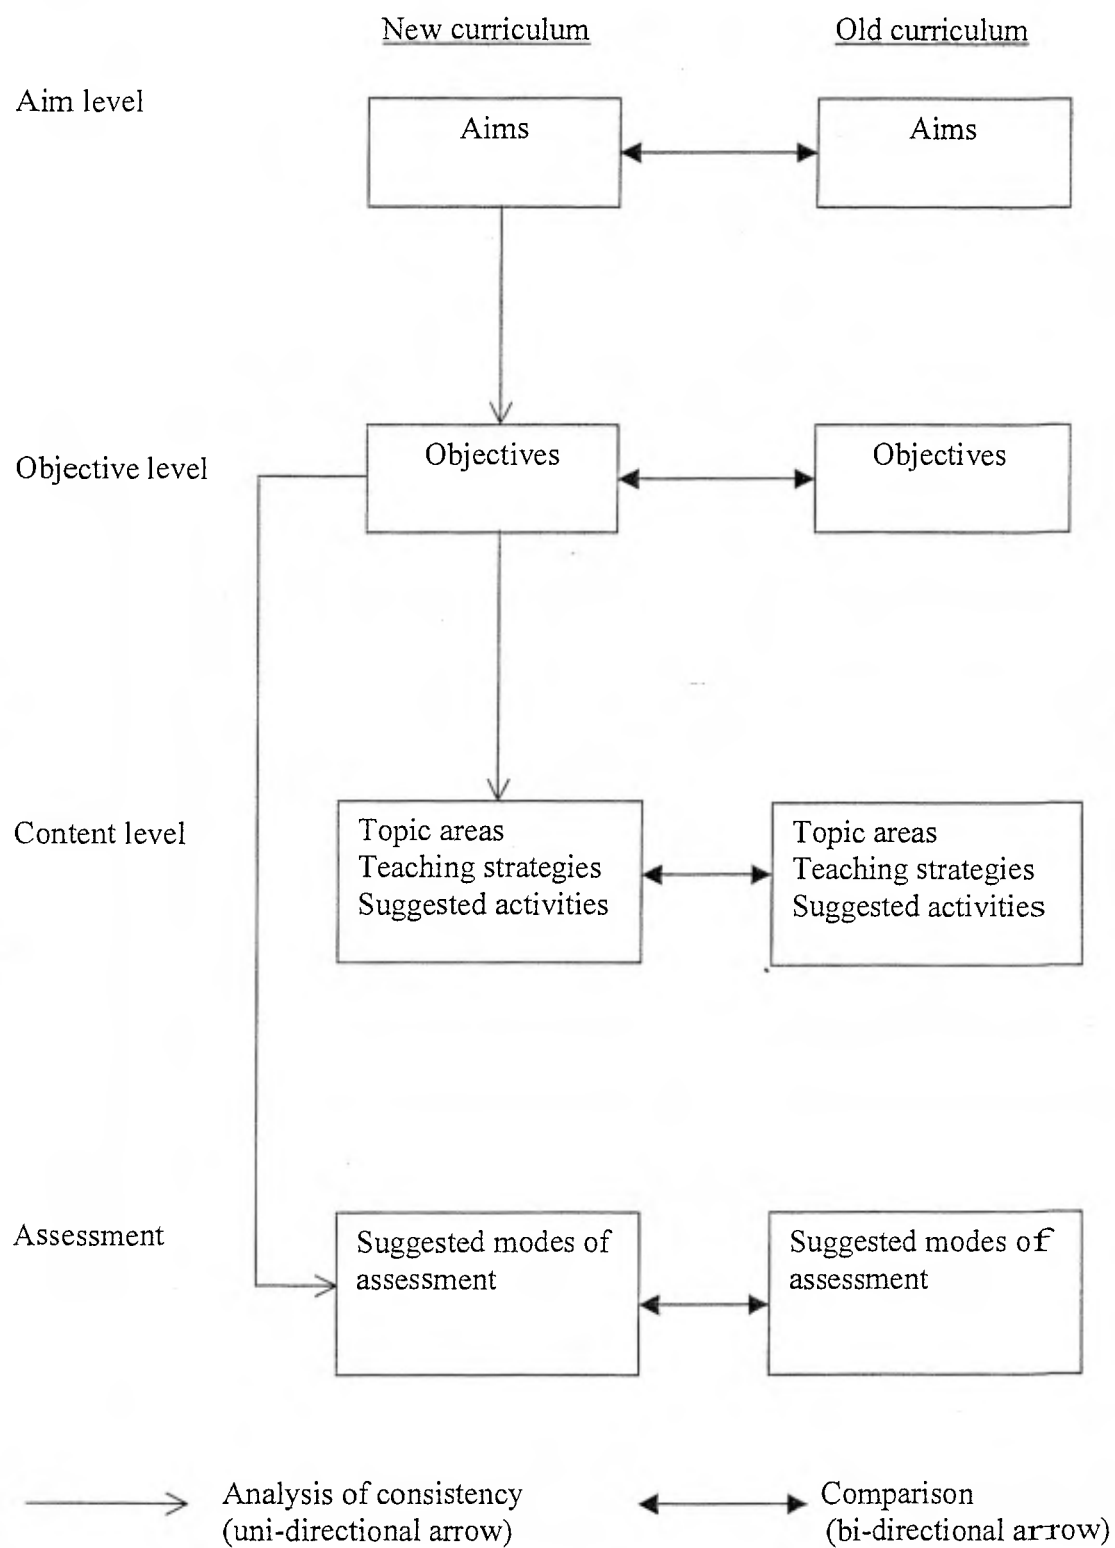 New curriculum
Old curriculum
Aim level
Aims
Aims
Objective level
Objectives
Objectives
Content level
Topic areas
Teaching strategies
Suggested activities
Topic areas
Teaching strategies
Suggested activities
Assessment
Suggested modes of
assessment
Suggested modes of
assessment
Analysis of consistency
(uni-directional arrow)
Comparison
(bi-directional arrow)